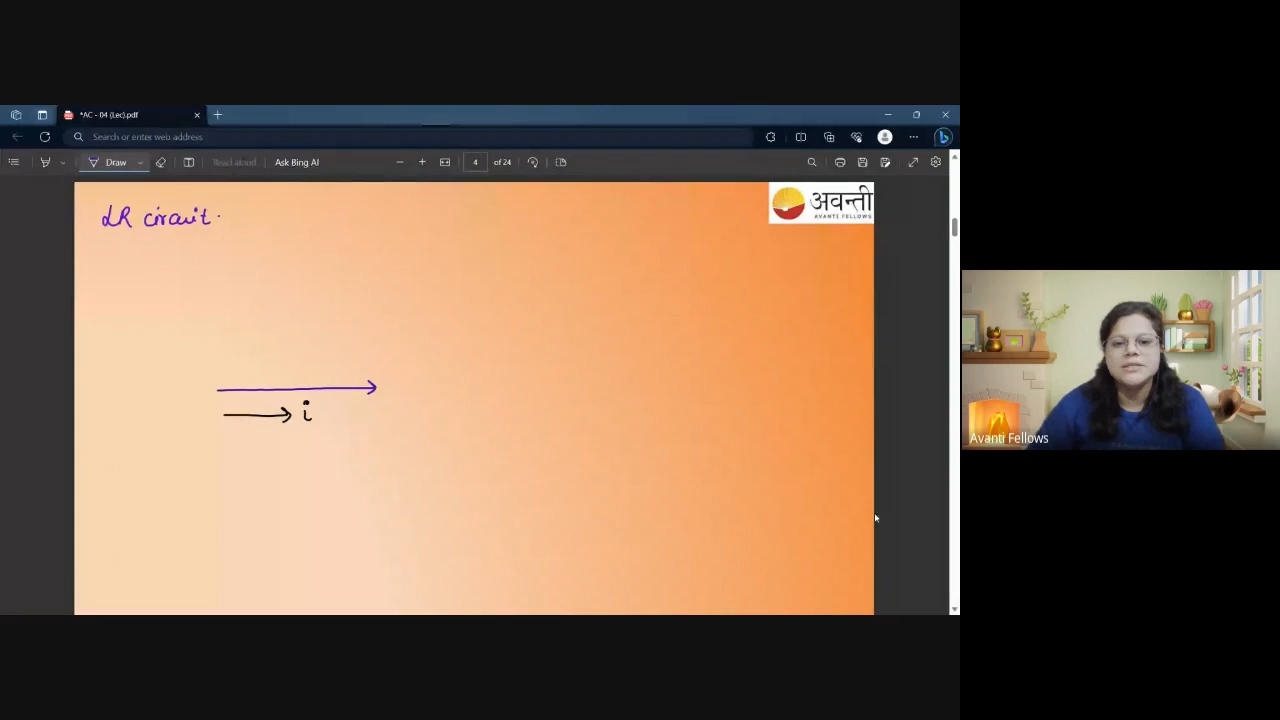 *AC - 04 (Lec).pdf
Search or enter web address
Draw
Read aloud
Ask Bing AI
4
of 24
LR circuit.
अवन्ती
AVANTI FELLOWS
i
Avanti Fellows